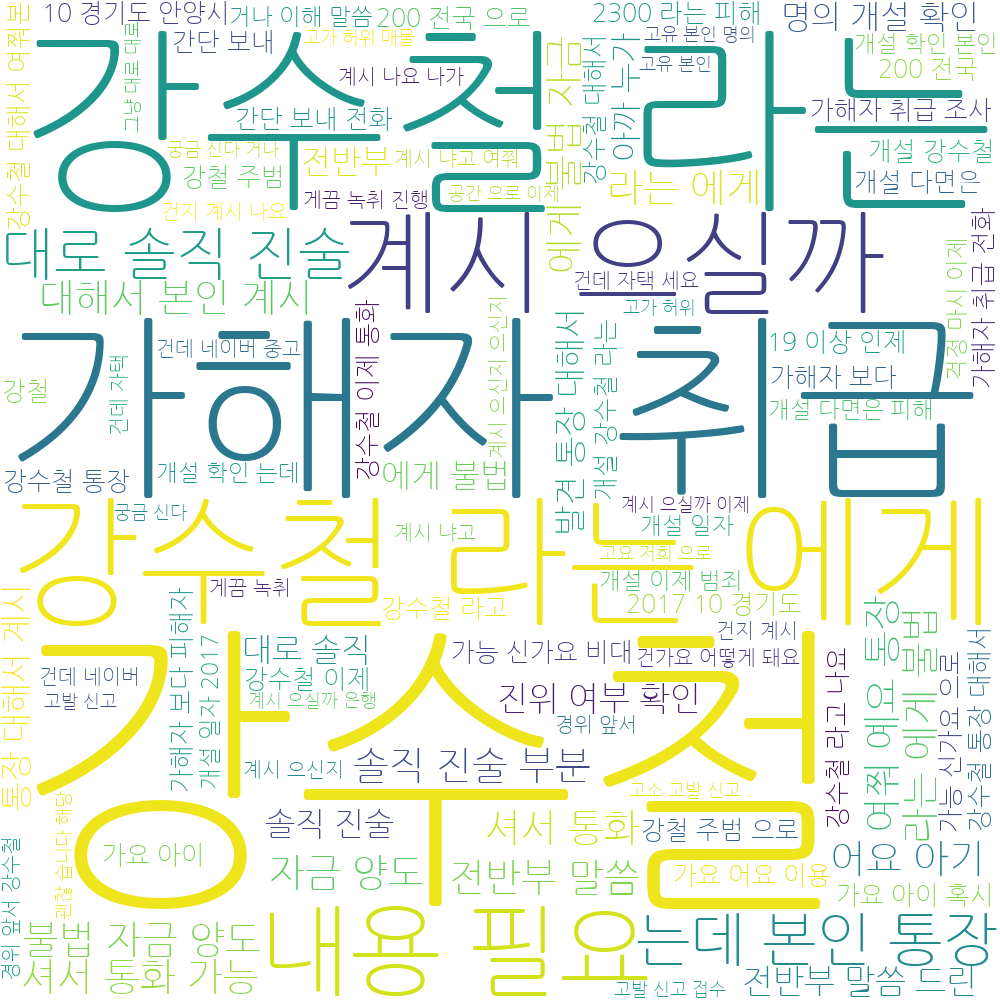 10 경기도 안양시
거나 이해 말씀
200 전국 으로
2300 라는 피해
명의 개설 확인
간단 보내
고가 허위 매물
고유 본인 명의
개설 확인 본인
강수철 대해서 여쭤본
그냥 대로 대로
강수철 라는
계시 나요 나가
불법 자금
강수철 대해서
아까 누가
고유 본인
200 전국
간단 보내 전화
가해자 취급 조사
궁금 신다 거나
전반부
계시 냐고 여쭤
개설 강수철
강철 주범
게끔 녹취 진행
공간 으로 이제
라는 에게
개설 다면은
건지 계시 나요
에게
대로 솔직 진술
계시 으실까
가해자 취급 전화
대해서 본인 계시
건데 자택 세요
고가 허위
걱정 마시 이제
가해자 취급
건데 네이버 중고
강수철 이제 통화
계시 으신지 으신지
발견 통장 대해서
개설 강수철 라는
19 이상 인제
가해자 보다
강철
건데 자택
개설 다면은 피해
강수철 통장
개설 확인 는데
에게 불법
강수철 라는 에게
궁금 신다
계시 냐고
계시 으실까 이제
개설 일자
고요 저희 으로
게끔 녹취
강수철 라고
개설 이제 범죄
2017 10 경기도
통장 대해서 계시
가해자 보다 피해자
개설 일자 2017
강수철
대로 솔직
가능 신가요 비대
건지 계시
건가요 어떻게 돼요
건데 네이버
강수철 이제
진위 여부 확인
고발 신고
계시 으실까 은행
경위 앞서
강수철 라고 나요
여쭤 예요 통장
라는 에게 불법
가능 신가요 으로
강수철 통장 대해서
계시 으신지
솔직 진술 부분
고소 고발 신고
솔직 진술
셔서 통화
강철 주범 으로
경위 앞서 강수철
괜찮 습니다 해당
가요 아이
자금 양도
전반부 말씀
가요 어요 이용
어요 아기
가요 아이 혹시
불법 자금 양도
내용 필요
는데 본인 통장
셔서 통화 가능
고발 신고 접수
전반부 말씀 드린